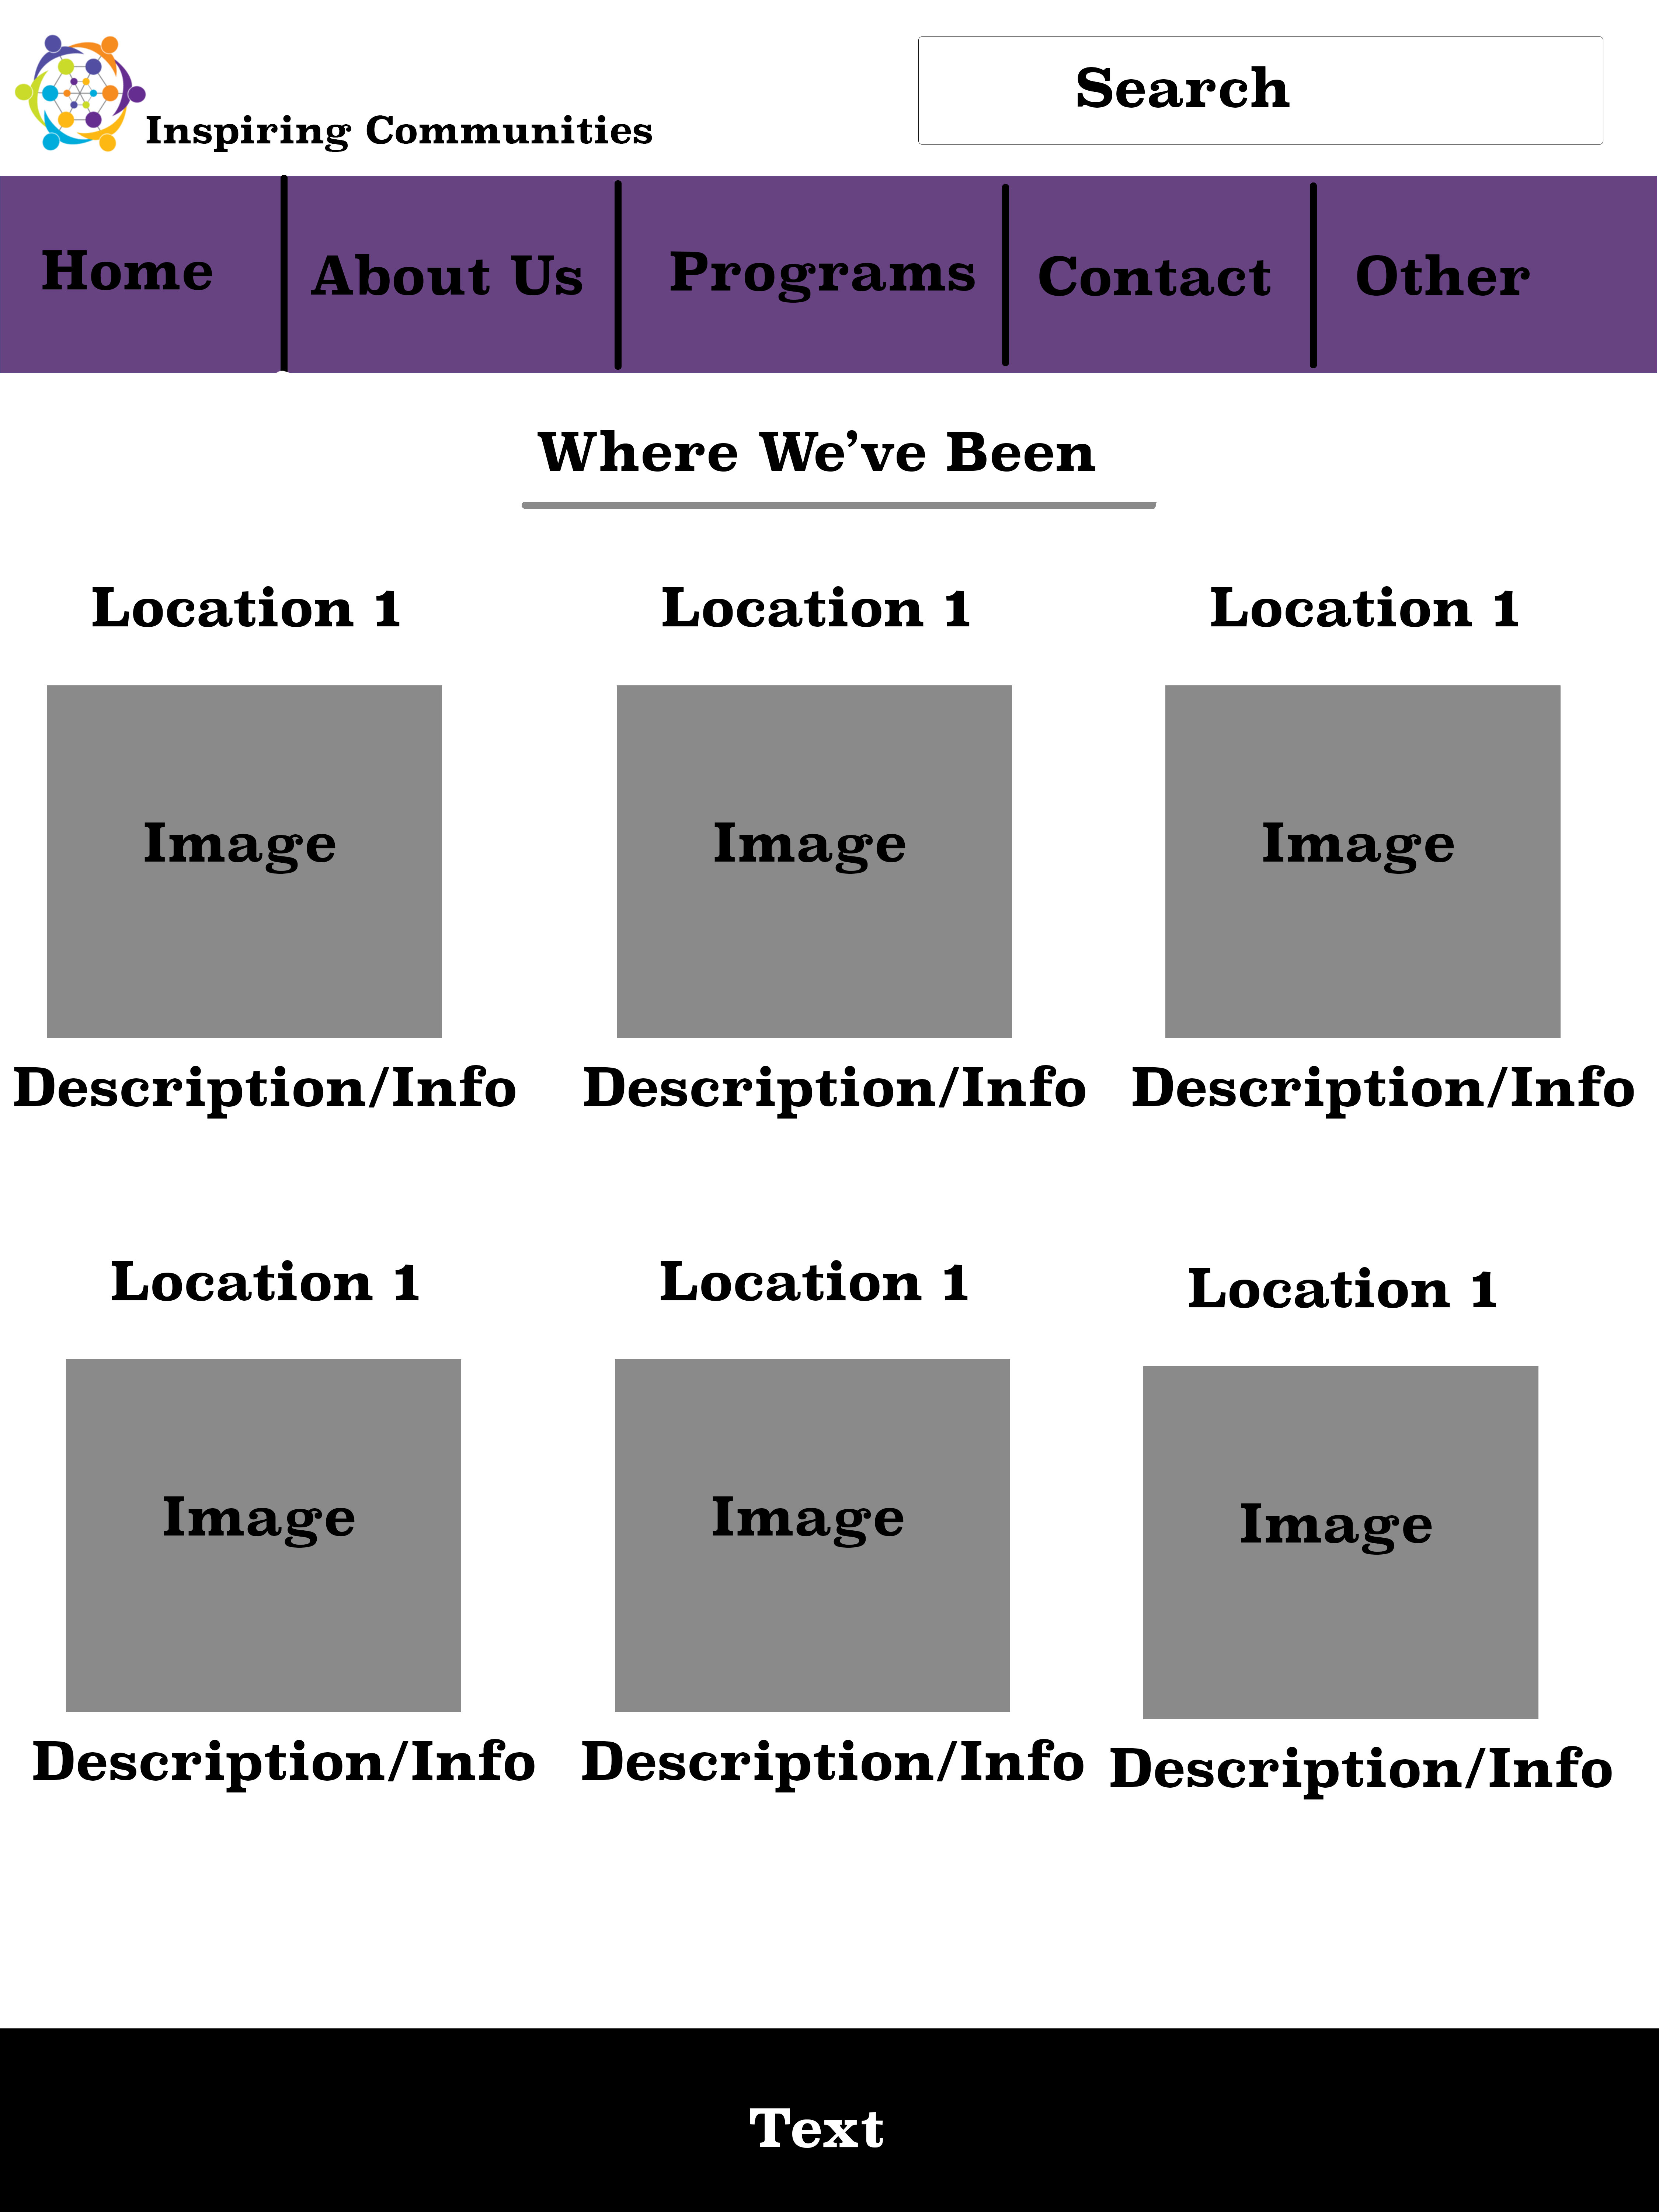 Inspiring Communities
Search
Home
About Us
Programs
Contact
Other
Where We’ve Been
Location 1
Location 1
Location 1
Image
Image
Image
Description/Info
Description/Info
Description/Info
Location 1
Location 1
Location 1
Image
Image
Image
Description/Info
Description/Info
Description/Info
Text